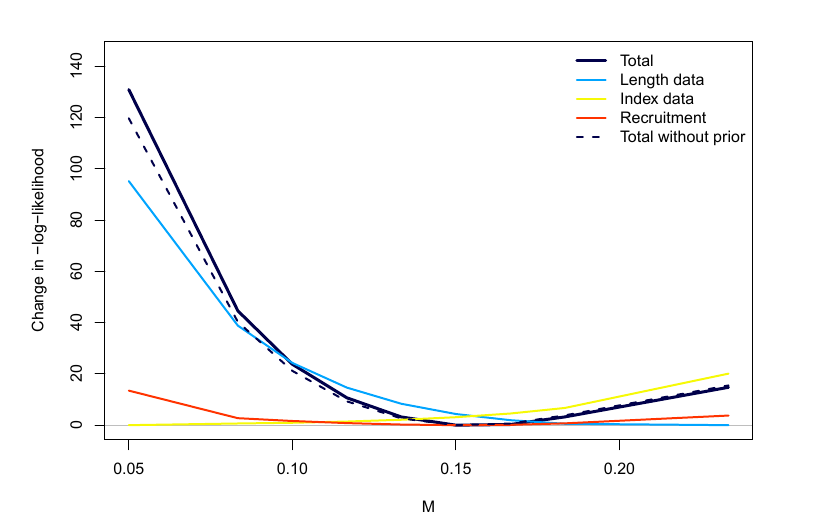 Total
Length data
Index data
Recruitment
Total without prior
Change in −log−likelihood
140
120
100
80
60
40
20
0
0.05 0.10 0.15 0.20
M